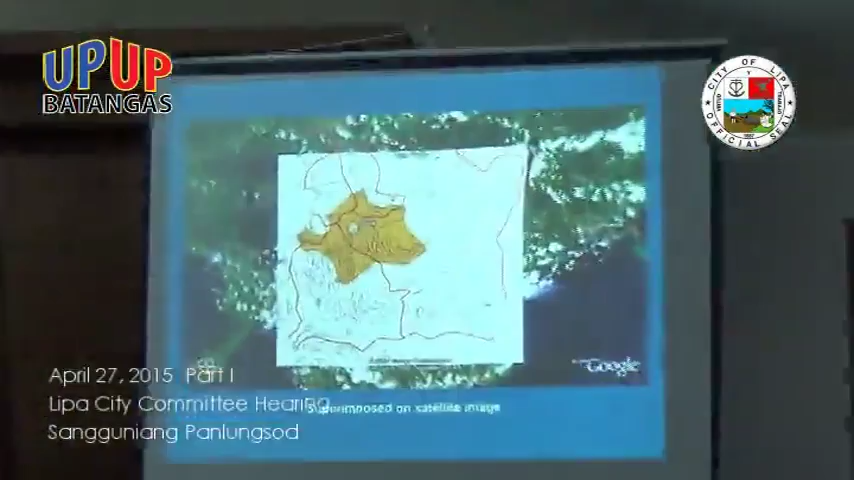 UPUP
BATANGAS
CITY OF LIPA
OFFICIAL SEAL
Google
April 27, 2015 Part I
Lipa City Committee Hearing
Sangguniang Panlungsod
Superimposed on satellite image